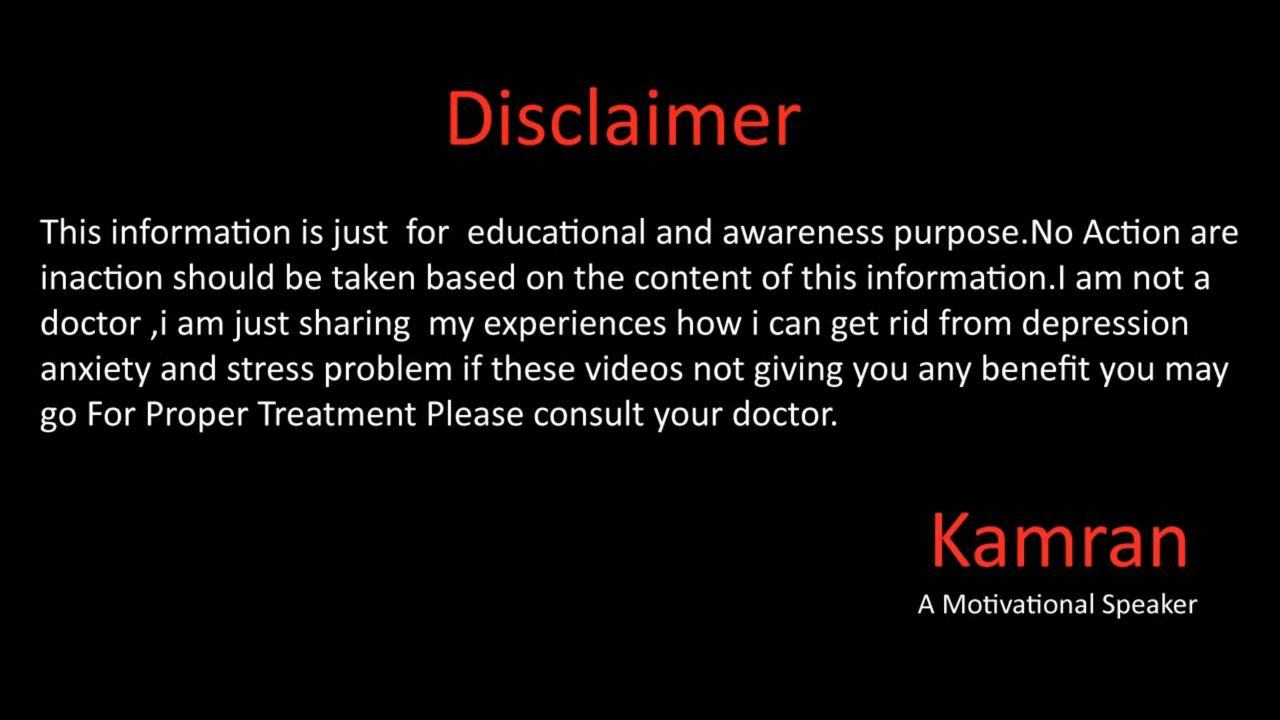 Disclaimer
This information is just  for  educational and awareness purpose.No Action are
inaction should be taken based on the content of this information.I am not a
doctor ,i am just sharing  my experiences how i can get rid from depression
anxiety and stress problem if these videos not giving you any benefit you may
go For Proper Treatment Please consult your doctor.
Kamran
A Motivational Speaker